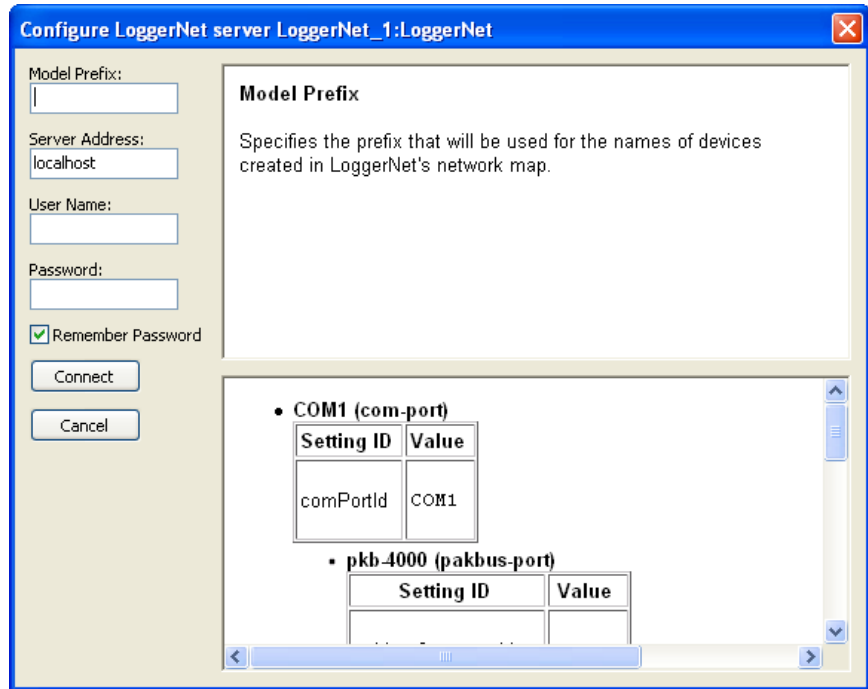 Configure LoggerNet server LoggerNet_1:LoggerNet
Model Prefix:
Server Address:
localhost
User Name:
Password:
Remember Password
Connect
Cancel
Model Prefix
Specifies the prefix that will be used for the names of devices
created in LoggerNet's network map.
COM1 (com-port)
Setting ID Value
comPortId COM1
pkb-4000 (pakbus-port)
Setting ID Value